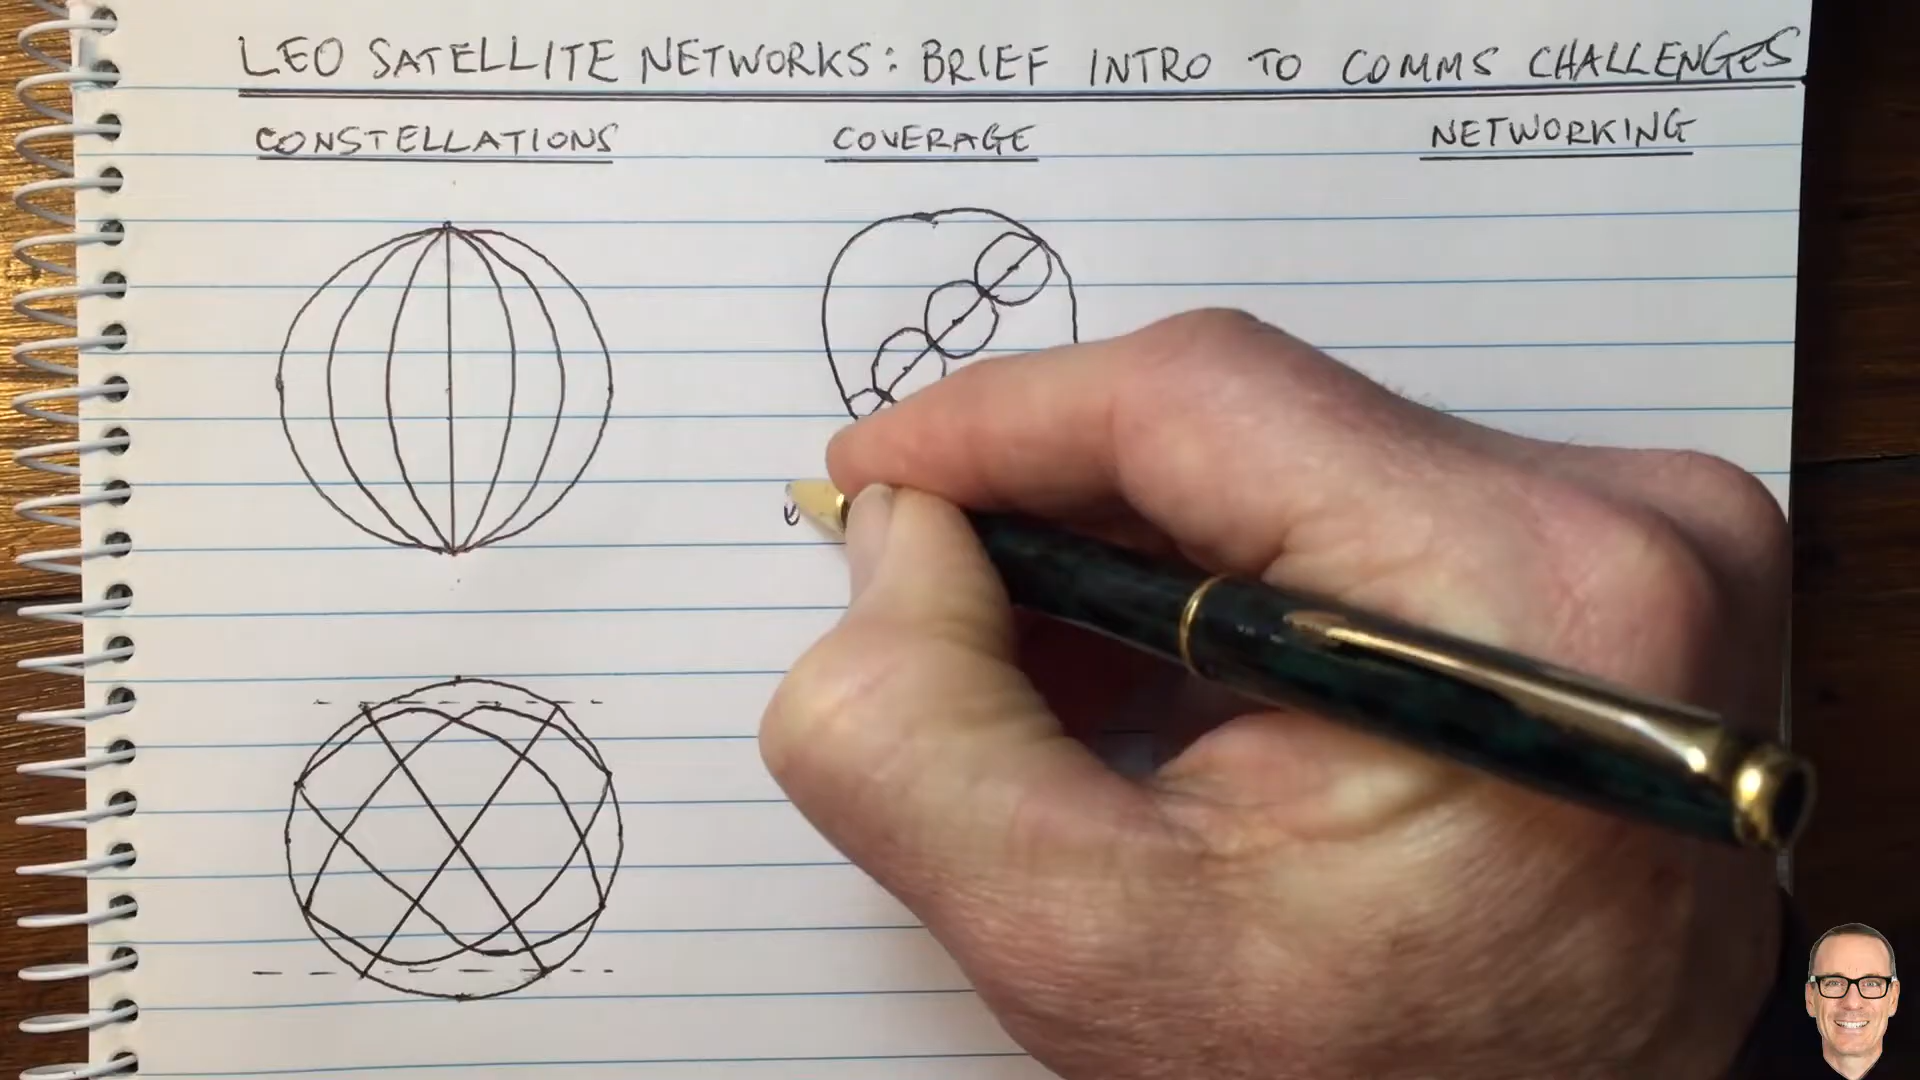 LEO SATELLITE NETWORKS: BRIEF INTRO TO COMMS CHALLENGES
CONSTELLATIONS
COVERAGE
NETWORKING